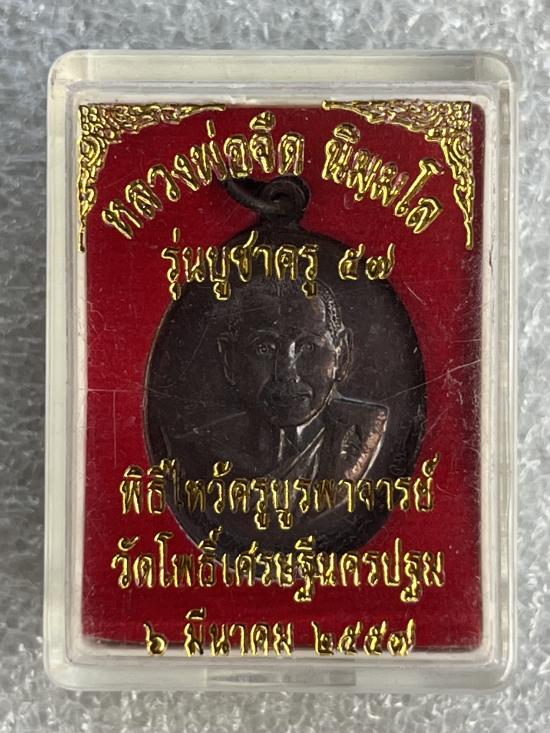 หลวงพ่อจืด นิมฺมโล
รุ่นบูชาครู ๕๗
พิธีไหว้ครูบูรพาจารย์
วัดโพธิ์เศรษฐีนครปฐม
๖ มีนาคม ๒๕๕๗